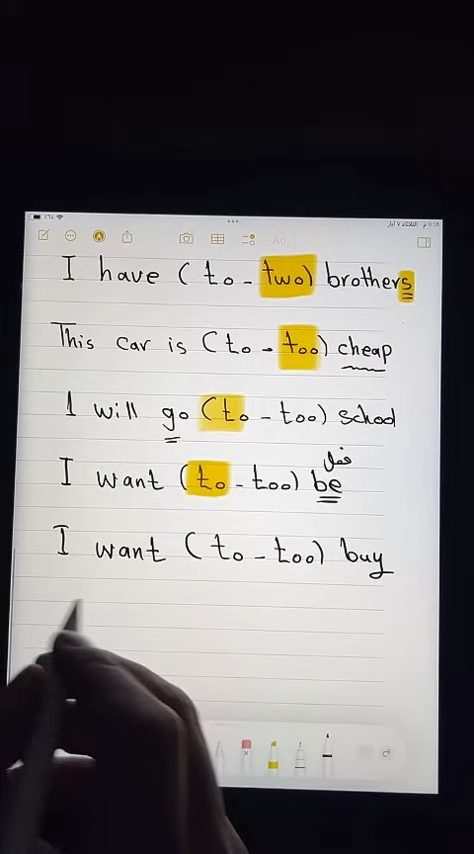 I have (to - two) brothers
This car is (to - too) cheap
I will go (to - too) school
فعل
I want (to - too) be
I want (to - too) buy